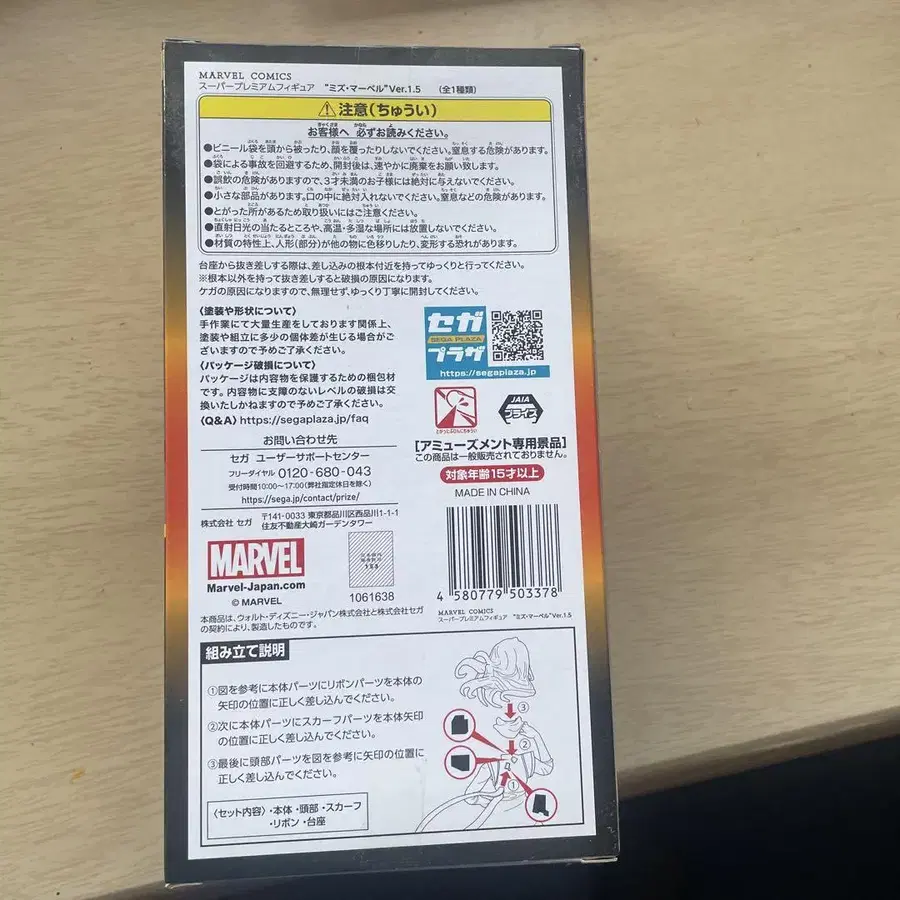 MARVEL COMICS
スーパープレミアムフィギュア “ミズ・マーベル”Ver.1.5 (全1種類)
⚠注意(ちゅうい)
お客様へ 必ずお読みください。
●ビニール袋を頭から被ったり、顔を覆ったりしないでください。窒息する危険があります。
●袋による事故を回避するため、開封後は、速やかに廃棄をお願い致します。
●誤飲の危険がありますので、3才未満のお子様には絶対に与えないでください。
●小さな部品があります。口の中に絶対入れないでください。窒息などの危険があります。
●とがった所があるため取り扱いにはご注意ください。
●直射日光の当たるところや、高温・多湿な場所には放置しないでください。
●材質の特性上、人形(部分)が他の物に色移りしたり、変形する恐れがあります。
台座から抜き差しする際は、差し込みの根本付近を持ってゆっくりと行ってください。
※根本以外を持って抜き差しすると破損の原因になります。
ケガの原因になりますので、無理せず、ゆっくり丁寧に開封してください。
〈塗装や形状について〉
手作業にて大量生産をしております関係上、
塗装や組立に多少の個体差が生じる場合がご
ざいますので予めご了承ください。
〈パッケージ破損について〉
パッケージは内容物を保護するための梱包材
です。内容物に支障のないレベルの破損は交
換いたしかねますので予めご了承ください。
〈Q&A〉https://segaplaza.jp/faq
お問い合わせ先
セガ ユーザーサポートセンター
フリーダイヤル 0120-680-043
受付時間10:00~17:00(弊社指定休日を除く)
https://sega.jp/contact/prize/
株式会社 セガ 〒141-0033 東京都品川区西品川1-1-1
住友不動産大崎ガーデンタワー
セガ
SEGA PLAZA
プラザ
https://segaplaza.jp
とがったぶぶんにちゅうい
JAIA
プライズ
[アミューズメント専用景品]
この商品は一般販売されておりません。
対象年齢15才以上
MADE IN CHINA
MARVEL
Marvel-Japan.com
© MARVEL
1061638
4 580779 503378
MARVEL COMICS
スーパープレミアムフィギュア “ミズ・マーベル”Ver.1.5
本商品は、ウォルト・ディズニー・ジャパン株式会社と株式会社セガ
の契約により、製造したものです。
組み立て説明
①図を参考に本体パーツにリボンパーツを本体の
矢印の位置に正しく差し込んでください。
②次に本体パーツにスカーフパーツを本体矢印
の位置に正しく差し込んでください。
③最後に頭部パーツを図を参考に矢印の位置に
正しく差し込んでください。
〈セット内容〉・本体・頭部・スカーフ
・リボン・台座
③
②
①